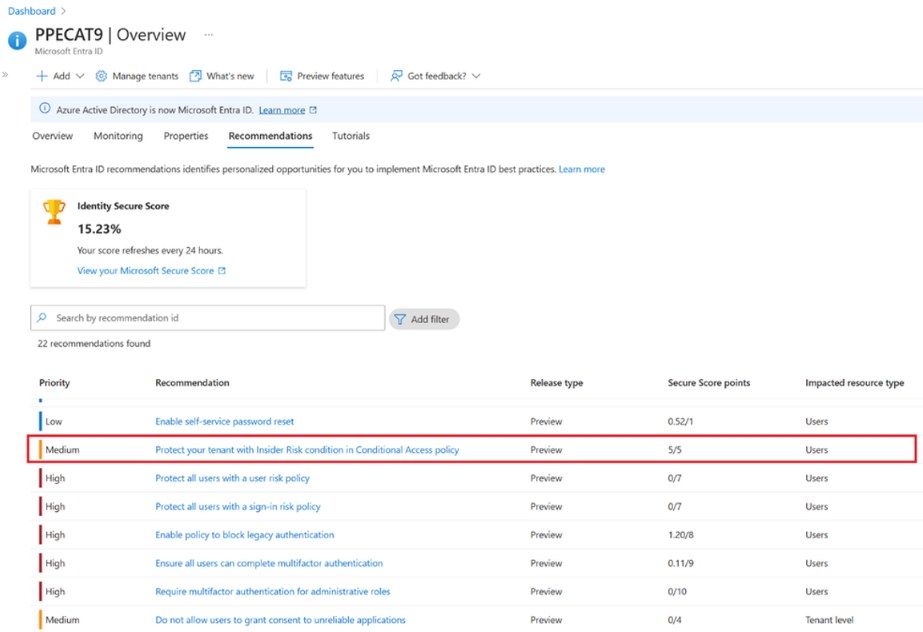 Dashboard >
PPECAT9 | Overview ...
Microsoft Entra ID
Add Manage tenants What's new Preview features Got feedback?
Azure Active Directory is now Microsoft Entra ID. Learn more
Overview Monitoring Properties Recommendations Tutorials
Microsoft Entra ID recommendations identifies personalized opportunities for you to implement Microsoft Entra ID best practices. Learn more
Identity Secure Score
15.23%
Your score refreshes every 24 hours.
View your Microsoft Secure Score
Search by recommendation id Add filter
22 recommendations found
Priority Recommendation Release type Secure Score points Impacted resource type
Low Enable self-service password reset Preview 0.52/1 Users
Medium Protect your tenant with Insider Risk condition in Conditional Access policy Preview 5/5 Users
High Protect all users with a user risk policy Preview 0/7 Users
High Protect all users with a sign-in risk policy Preview 0/7 Users
High Enable policy to block legacy authentication Preview 1.20/8 Users
High Ensure all users can complete multifactor authentication Preview 0.11/9 Users
High Require multifactor authentication for administrative roles Preview 0/10 Users
Medium Do not allow users to grant consent to unreliable applications Preview 0/4 Tenant level